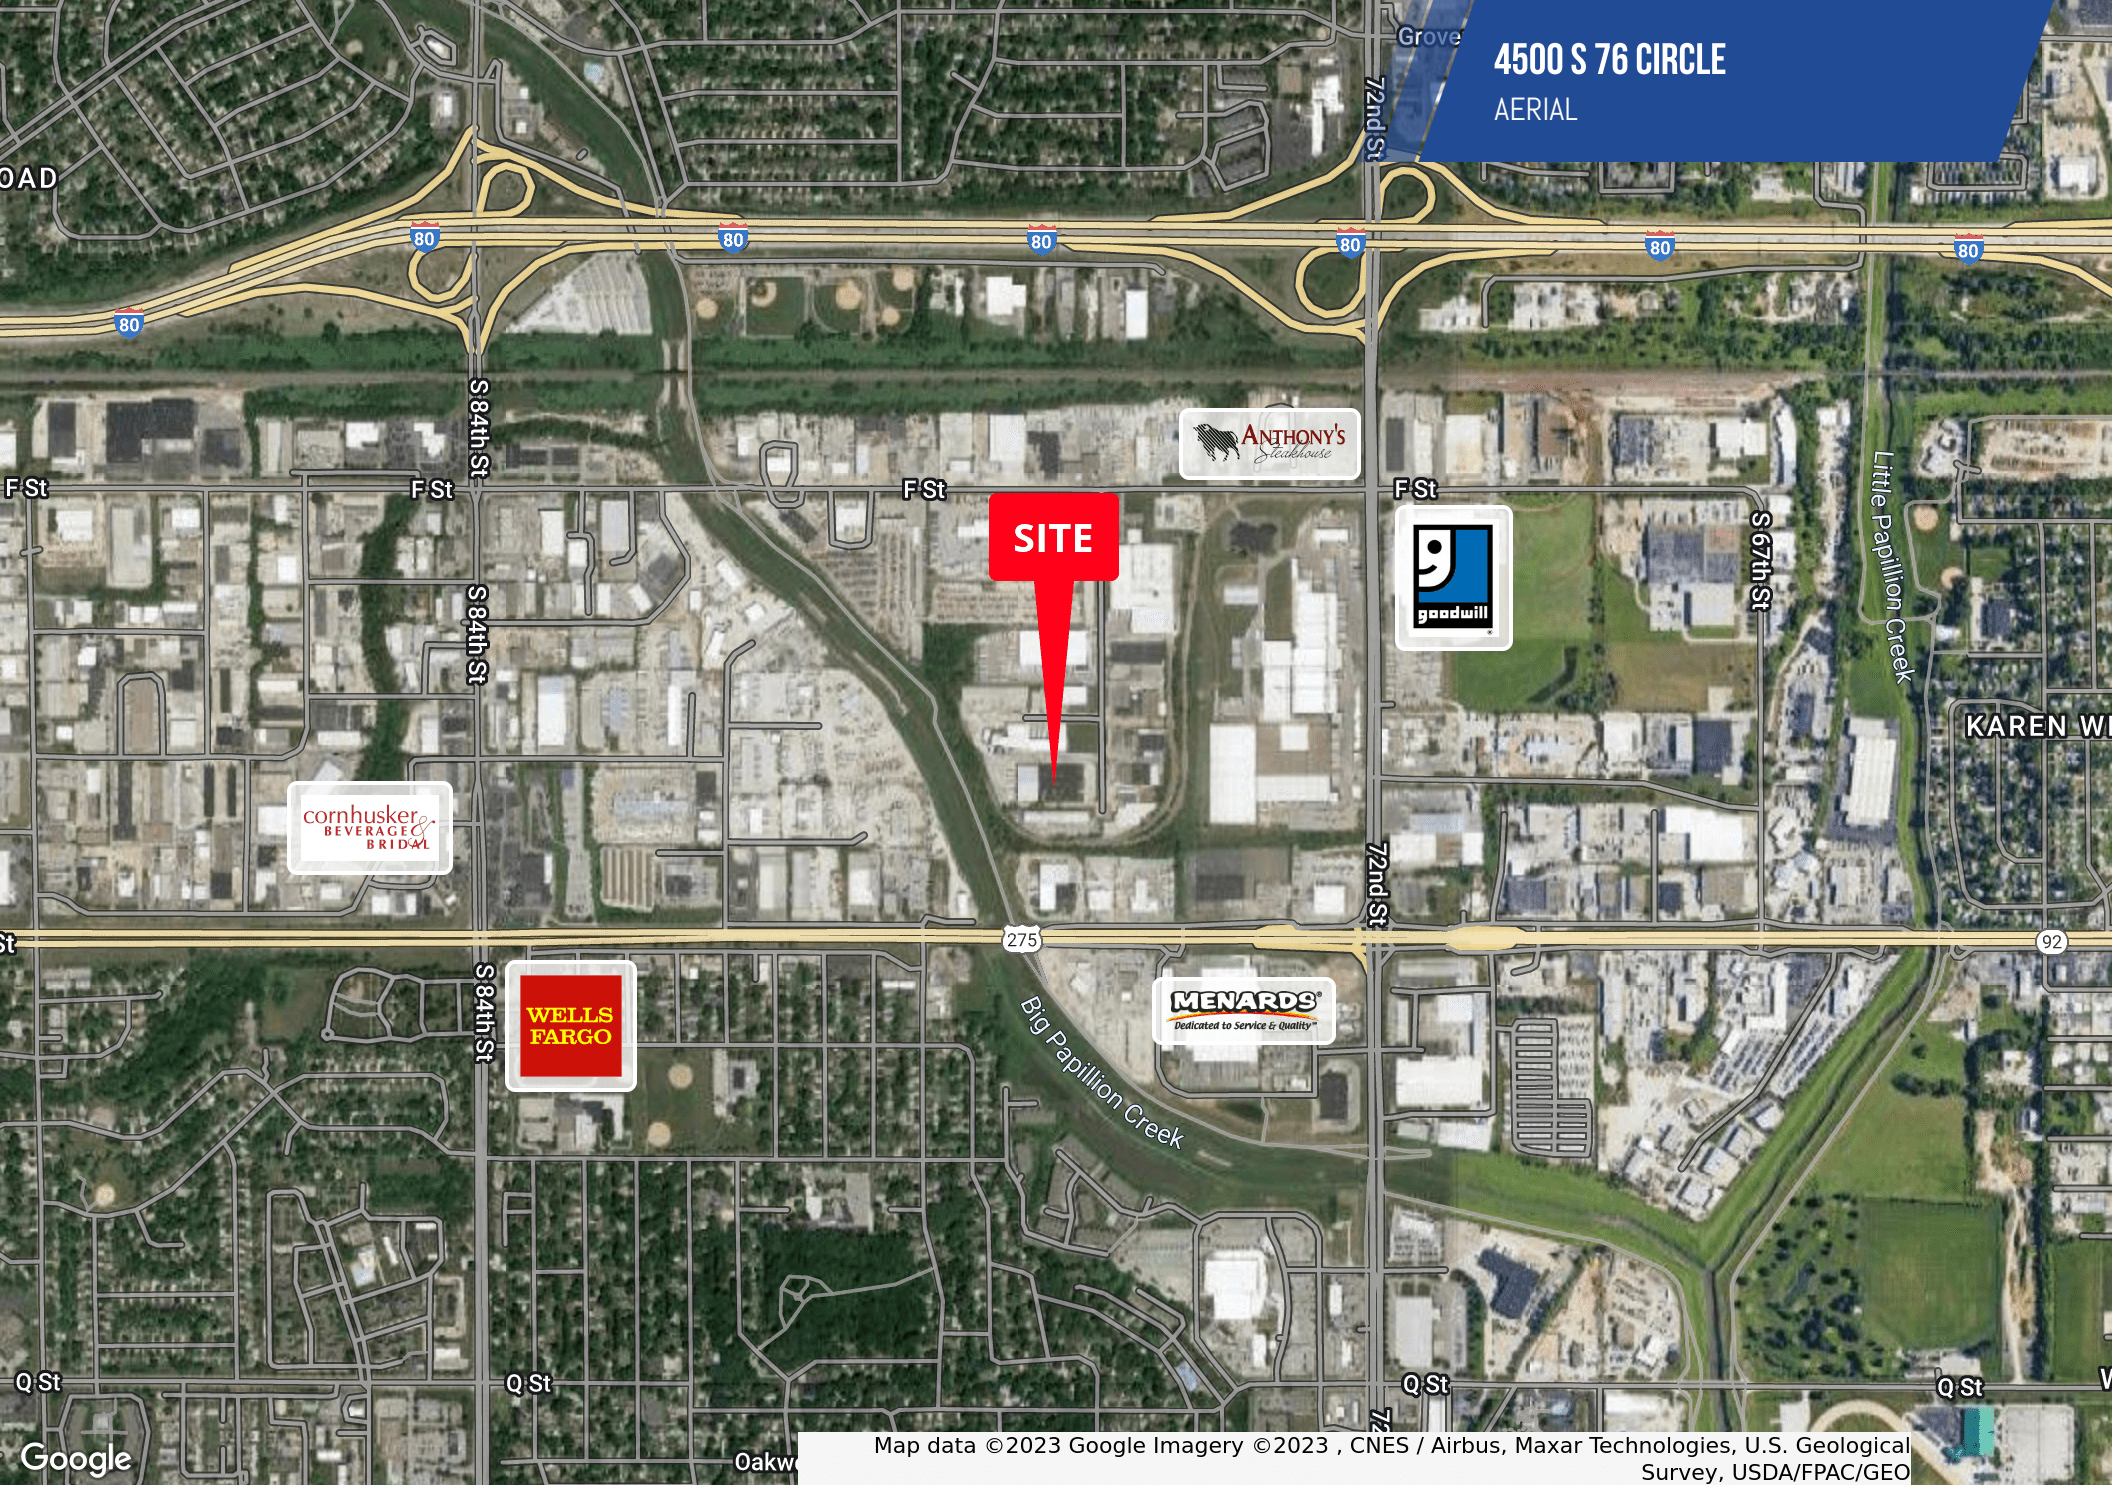 Grove
4500 S 76 CIRCLE
AERIAL
72nd St
OAD
80
80
80
80
80
80
80
S 84th St
ANTHONY'S
Steakhouse
F St
F St
F St
F St
SITE
goodwill
S 67th St
Little Papillion Creek
S 84th St
KAREN
cornhusker
BEVERAGE &
BRIDAL
72nd St
St
275
92
S 84th St
WELLS
FARGO
MENARDS®
Dedicated to Service & Quality™
Big Papillion Creek
Q St
Q St
Q St
Q St
72
Google
Map data ©2023 Google Imagery ©2023 , CNES / Airbus, Maxar Technologies, U.S. Geological
Survey, USDA/FPAC/GEO